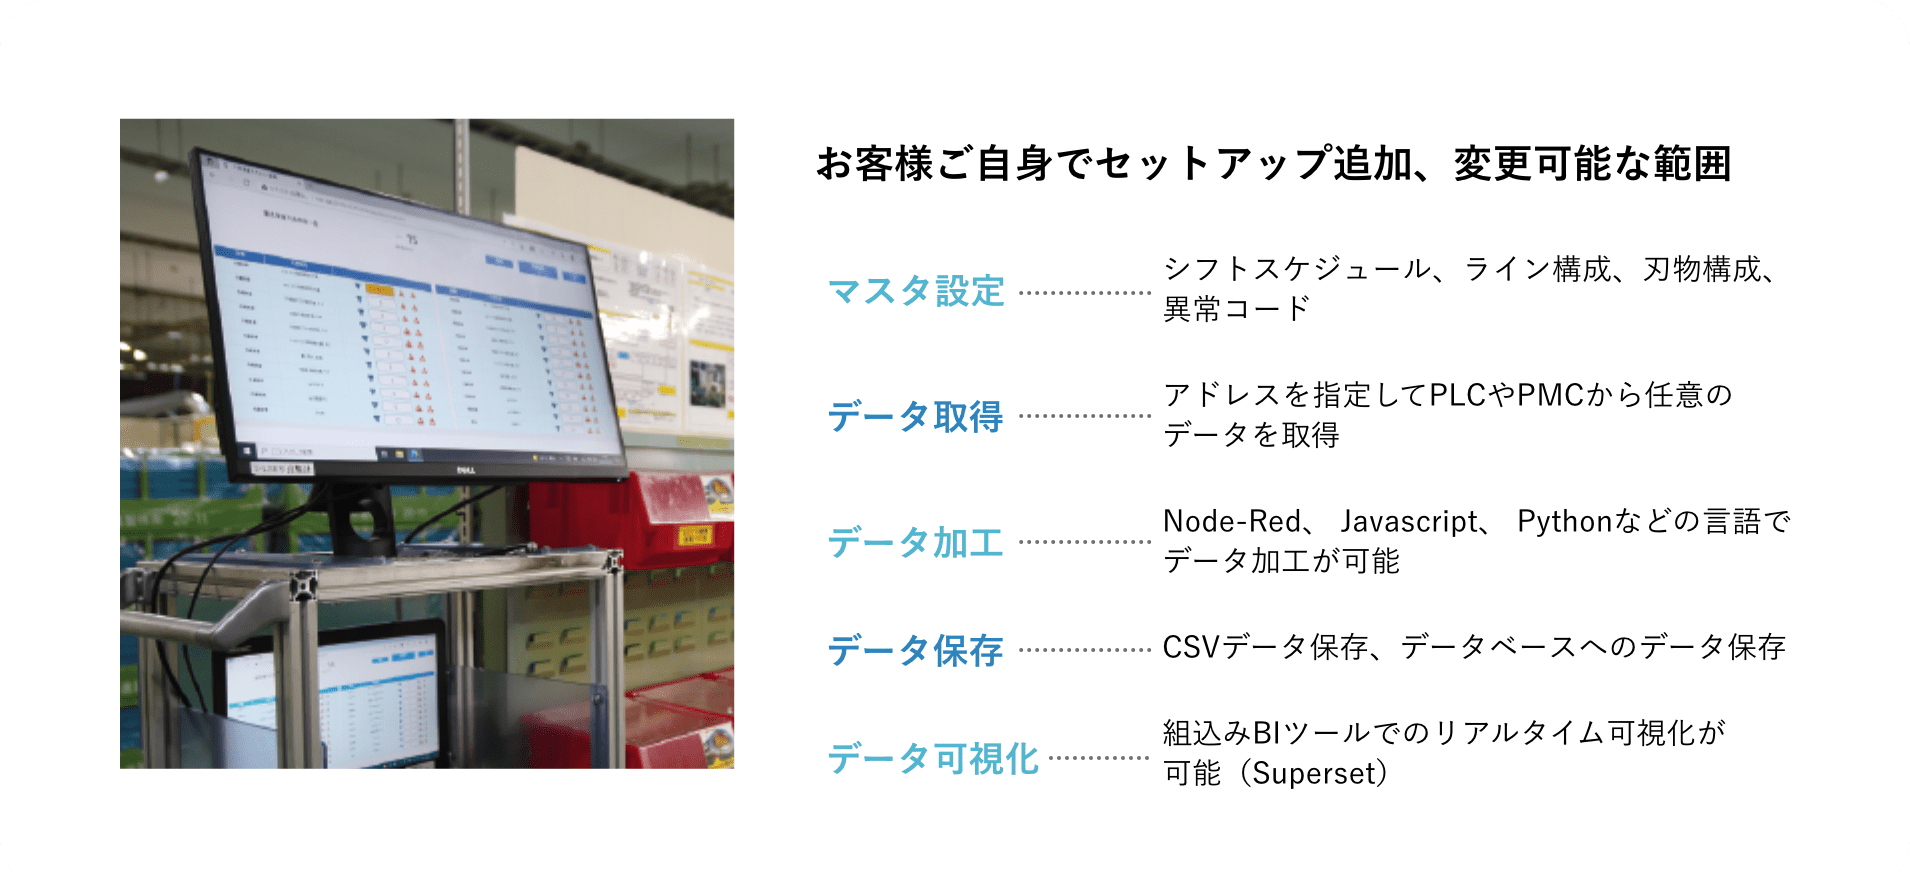 お客様ご自身でセットアップ追加、変更可能な範囲
マスタ設定
シフトスケジュール、ライン構成、刃物構成、
異常コード
データ取得
アドレスを指定してPLCやPMCから任意の
データを取得
データ加工
Node-Red、 Javascript、 Pythonなどの言語で
データ加工が可能
データ保存
CSVデータ保存、データベースへのデータ保存
データ可視化
組込みBIツールでのリアルタイム可視化が
可能（Superset）
DELL